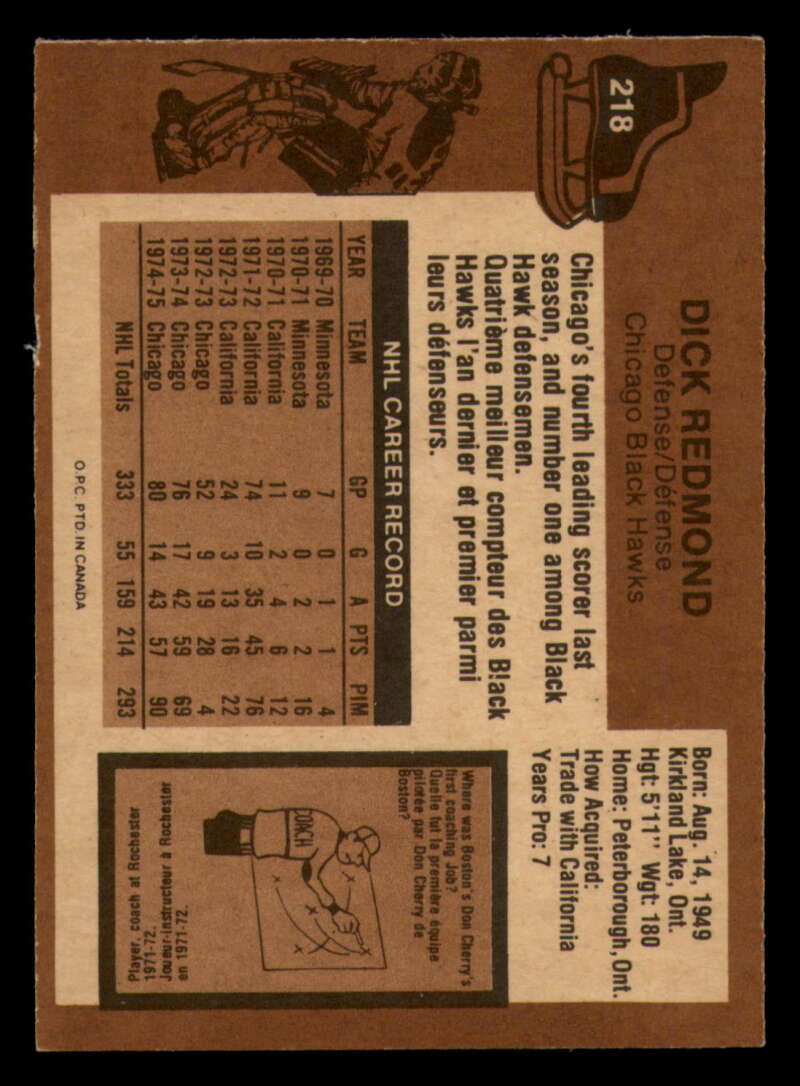 218
DICK REDMOND
Defense/Défense
Chicago Black Hawks
Born: Aug. 14, 1949
Kirkland Lake, Ont.
Hgt: 5'11" Wgt: 180
Home: Peterborough, Ont.
How Acquired:
Trade with California
Years Pro: 7
Chicago's fourth leading scorer last
season, and number one among Black
Hawk defensemen.
Quatrième meilleur compteur des Black
Hawks l'an dernier et premier parmi
leurs défenseurs.
NHL CAREER RECORD
YEAR TEAM GP G A PTS PIM
1969-70 Minnesota 7 0 1 1 4
1970-71 Minnesota 9 0 2 2 16
1970-71 California 11 2 4 6 12
1971-72 California 74 10 35 45 76
1972-73 California 24 3 13 16 22
1972-73 Chicago 52 9 19 28 4
1973-74 Chicago 76 17 42 59 69
1974-75 Chicago 80 14 43 57 90
NHL Totals 333 55 159 214 293
Where was Boston's Don Cherry's
first coaching Job?
Quelle fut la première équipe
pilotée par Don Cherry de
Boston?
COACH
X
X
X
X
Player, coach at Rochester
1971-72.
Joueur-instructeur à Rochester
en 1971-72.
O.P.C. PTD. IN CANADA